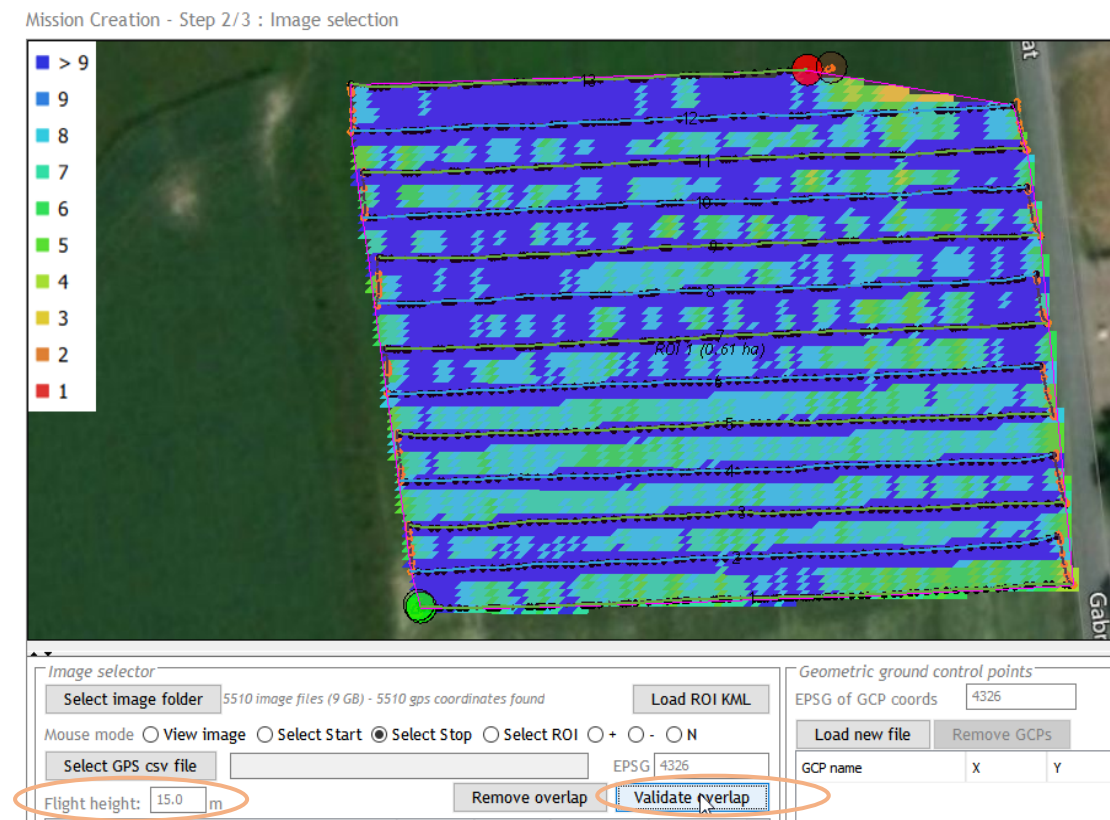 Mission Creation - Step 2/3 : Image selection
> 9
9
8
7
6
5
4
3
2
1
at
13
12
11
10
9
8
7
ROI 1 (0.61 ha)
6
5
4
3
2
1
Gabr
Image selector
Select image folder 5510 image files (9 GB) - 5510 gps coordinates found Load ROI KML
Mouse mode View image Select Start Select Stop Select ROI + - N
Select GPS csv file EPSG 4326
Flight height: 15.0 m Remove overlap Validate overlap
Geometric ground control points
EPSG of GCP coords 4326
Load new file Remove GCPs
GCP name X Y